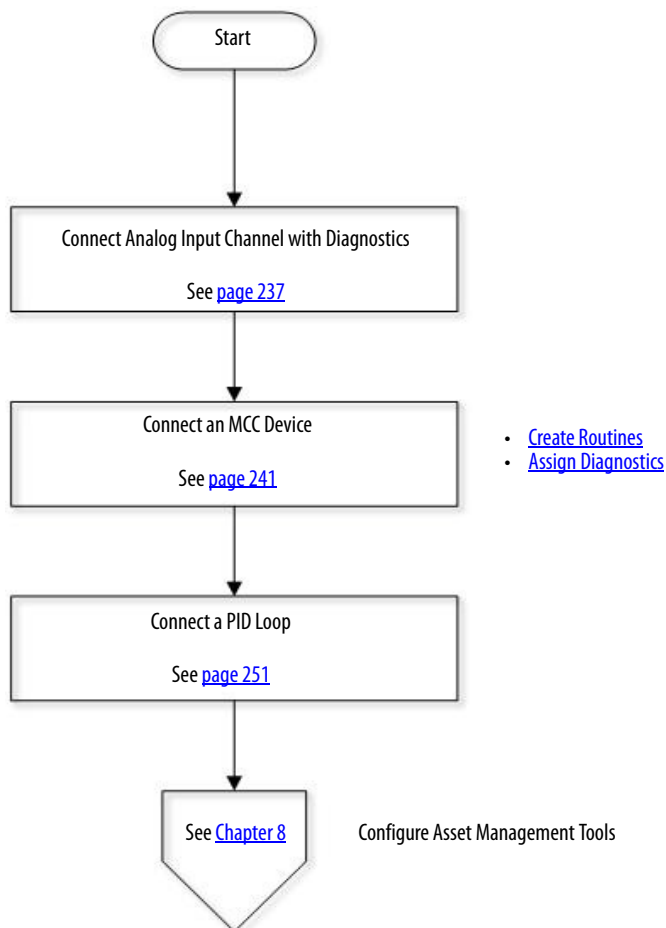 Start
Connect Analog Input Channel with Diagnostics
See page 237
Connect an MCC Device
See page 241
• Create Routines
• Assign Diagnostics
Connect a PID Loop
See page 251
See Chapter 8
Configure Asset Management Tools